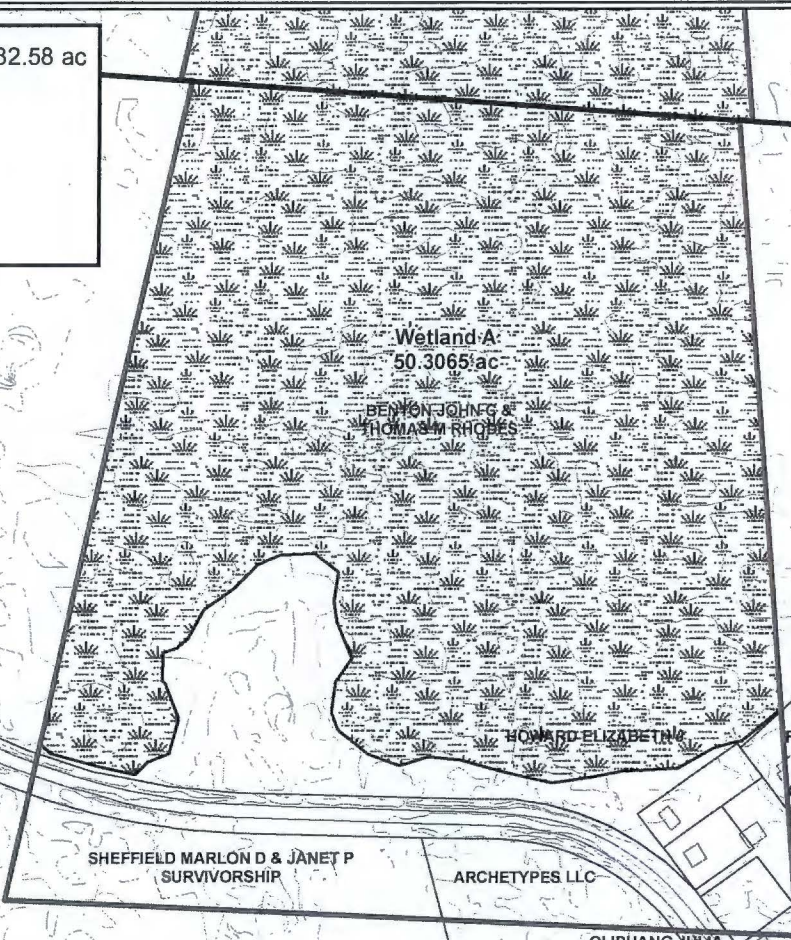 32.58 ac
Wetland A
50.3065 ac
BENTON JOHN G &
THOMAS M RHODES
HOWARD ELIZABETH J
SHEFFIELD MARLON D & JANET P
SURVIVORSHIP
ARCHETYPES LLC